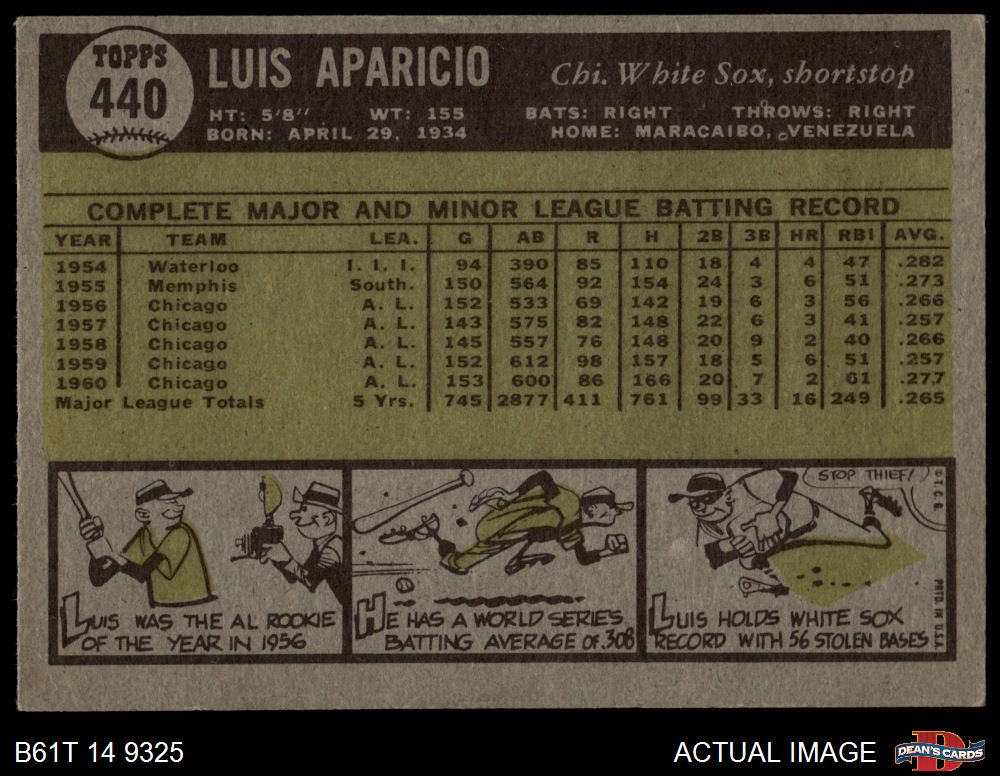 TOPPS
440
LUIS APARICIO
Chi. White Sox, shortstop
HT: 5'8" WT: 155 BATS: RIGHT THROWS: RIGHT
BORN: APRIL 29, 1934 HOME: MARACAIBO, VENEZUELA
COMPLETE MAJOR AND MINOR LEAGUE BATTING RECORD
YEAR TEAM LEA. G AB R H 2B 3B HR RBI AVG.
1954 Waterloo I. I. I. 94 390 85 110 18 4 4 47 .282
1955 Memphis South. 150 564 92 154 24 3 6 51 .273
1956 Chicago A. L. 152 533 69 142 19 6 3 56 .266
1957 Chicago A. L. 143 575 82 148 22 6 3 41 .257
1958 Chicago A. L. 145 557 76 148 20 9 2 40 .266
1959 Chicago A. L. 152 612 98 157 18 5 6 51 .257
1960 Chicago A. L. 153 600 86 166 20 7 2 61 .277
Major League Totals 5 Yrs. 745 2877 411 761 99 33 16 249 .265
LUIS WAS THE AL ROOKIE
OF THE YEAR IN 1956
HE HAS A WORLD SERIES
BATTING AVERAGE OF .308
STOP THIEF!
LUIS HOLDS WHITE SOX
RECORD WITH 56 STOLEN BASES
© T. C. G.
PRTD. IN U.S.A.
B61T 14 9325
ACTUAL IMAGE
DEAN'S CARDS